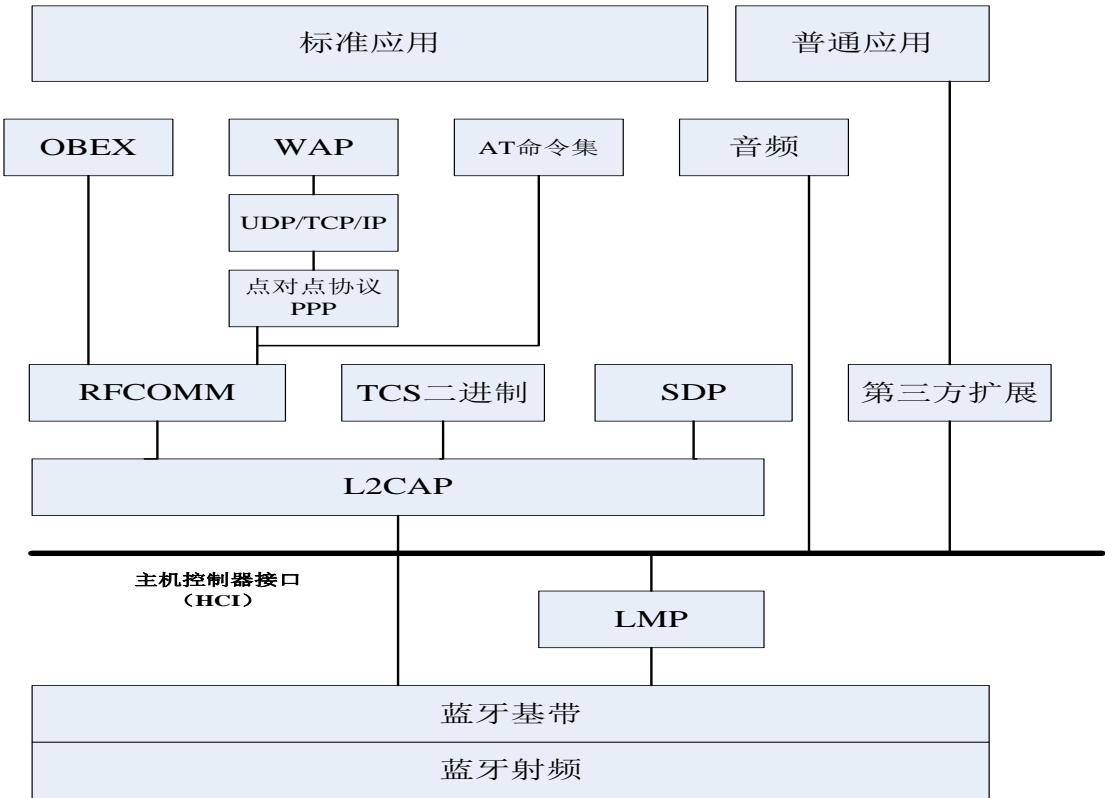 标准应用
普通应用
OBEX
WAP
AT命令集
音频
UDP/TCP/IP
点对点协议
PPP
RFCOMM
TCS二进制
SDP
第三方扩展
L2CAP
主机控制器接口
（HCI）
LMP
蓝牙基带
蓝牙射频